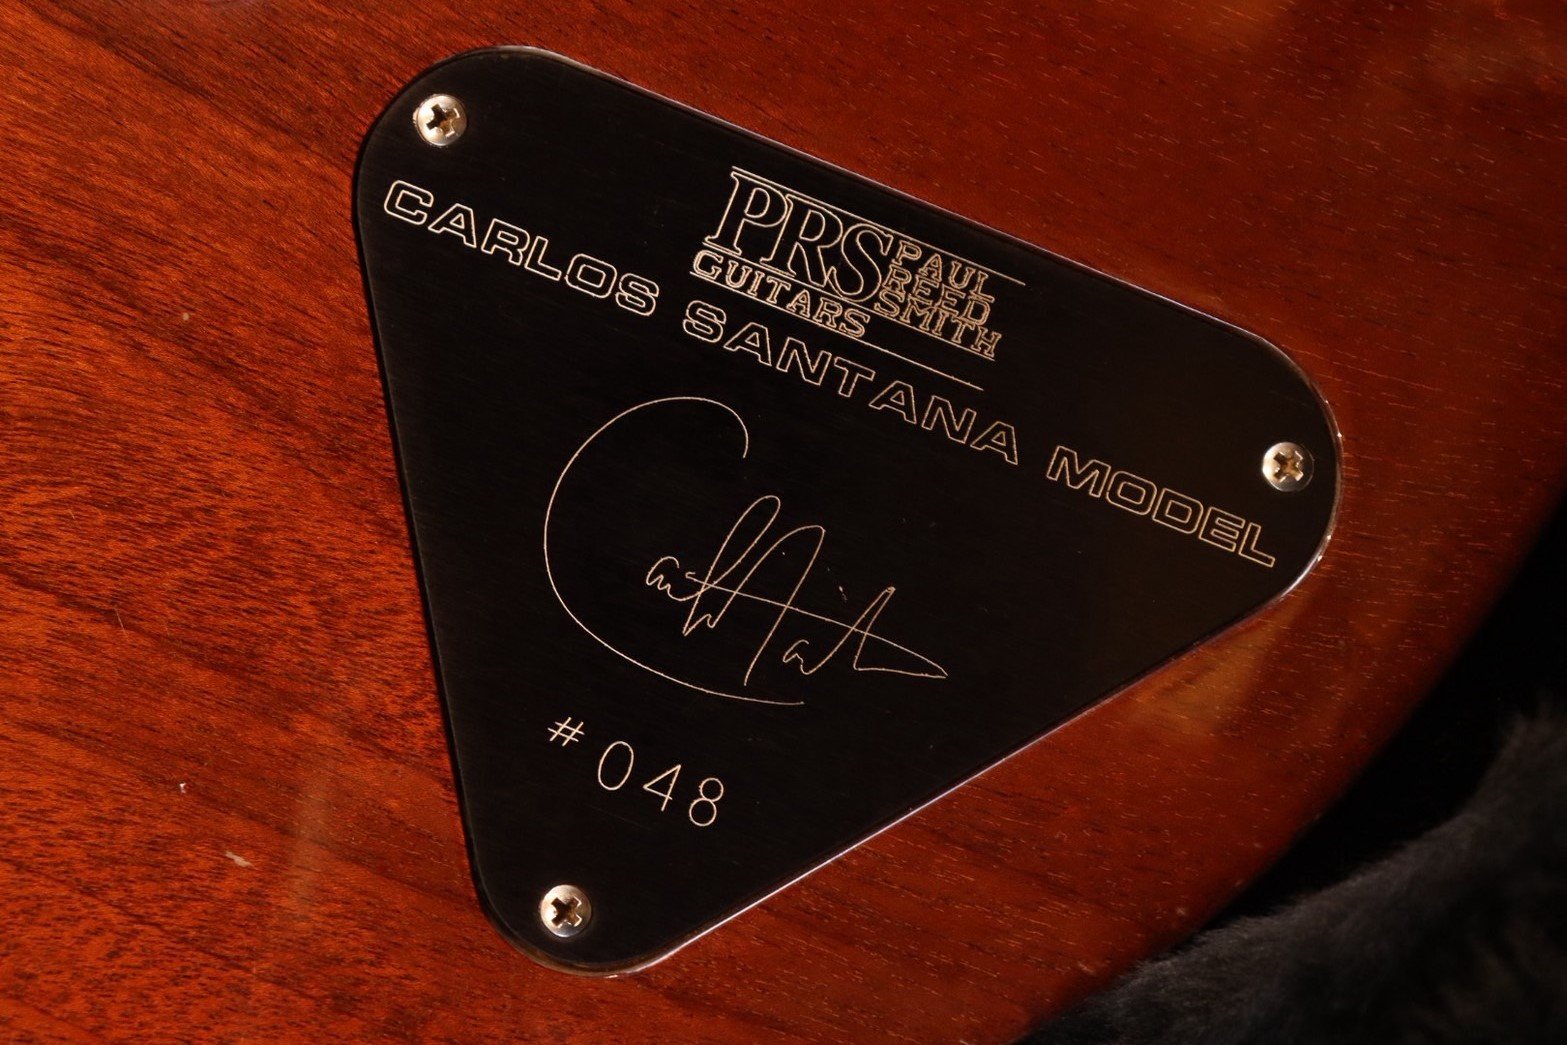 PRS PAUL
REED
SMITH
GUITARS
CARLOS SANTANA MODEL
#048